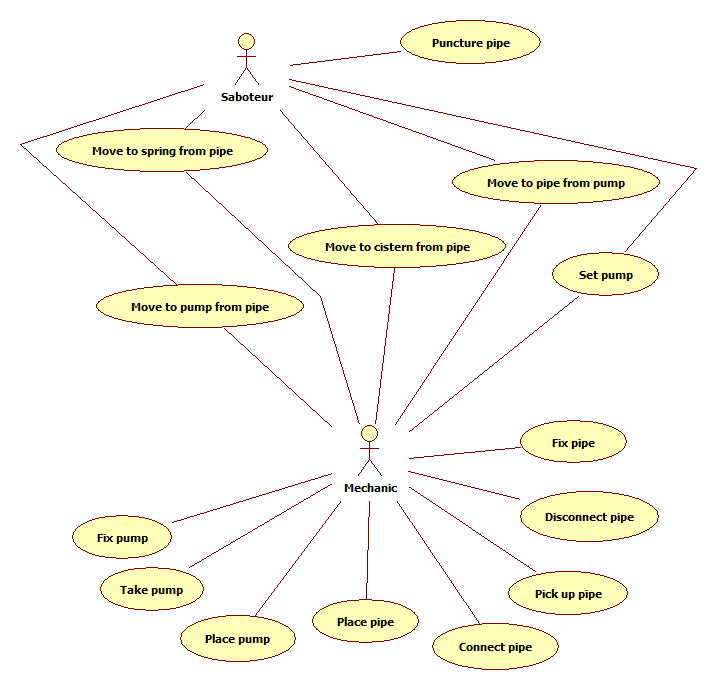 Puncture pipe
Saboteur
Move to spring from pipe
Move to pipe from pump
Move to cistern from pipe
Set pump
Move to pump from pipe
Fix pipe
Mechanic
Disconnect pipe
Fix pump
Take pump
Pick up pipe
Place pipe
Place pump
Connect pipe